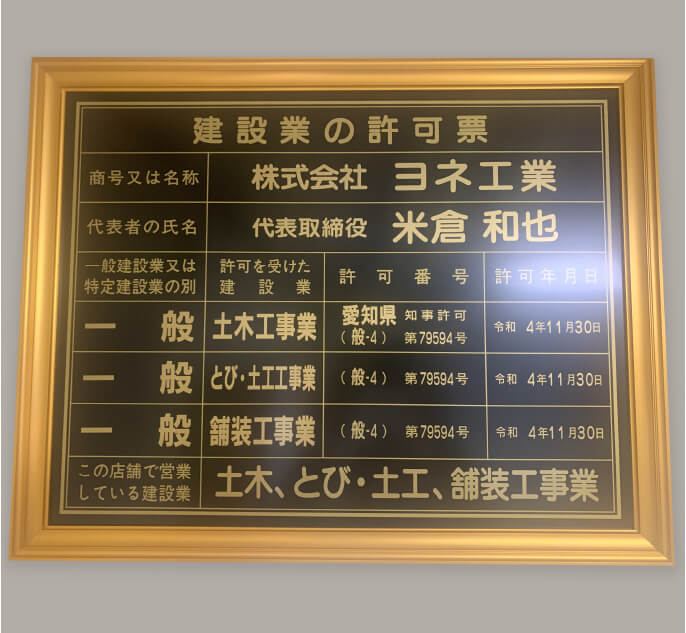 建設業の許可票
商号又は名称 株式会社 ヨネ工業
代表者の氏名 代表取締役 米倉 和也
一般建設業又は
特定建設業の別
許可を受けた
建設業
許可番号
許可年月日
一般 土木工事業
愛知県 知事許可
(般-4) 第79594号
令和 4年11月30日
一般 とび・土工工事業 (般-4) 第79594号 令和 4年11月30日
一般 舗装工事業 (般-4) 第79594号 令和 4年11月30日
この店舗で営業
している建設業
土木、とび・土工、舗装工事業